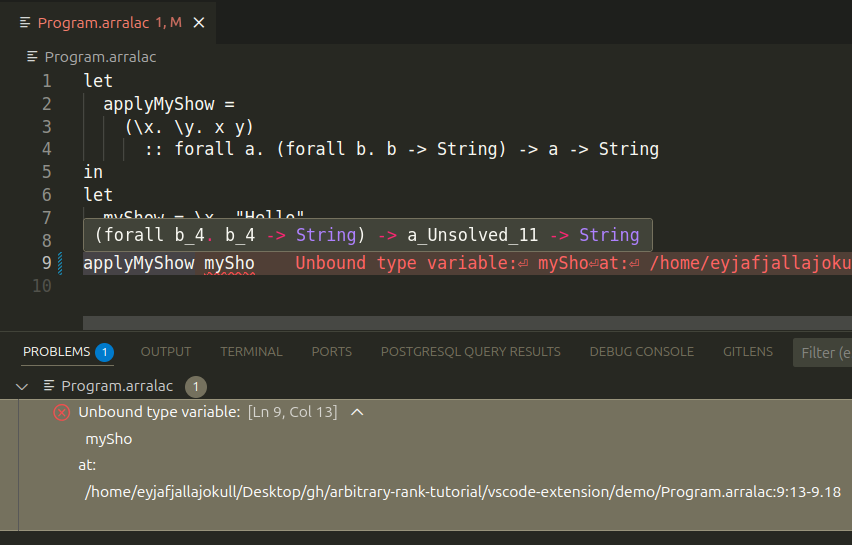 Program.arralac 1, M
Program.arralac
1 let
2 applyMyShow =
3 (\x. \y. x y)
4 :: forall a. (forall b. b -> String) -> a -> String
5 in
6 let
7 myShow = \x. "Hello"
(forall b_4. b_4 -> String) -> a_Unsolved_11 -> String
8
9 applyMyShow mySho Unbound type variable:⏎ mySho⏎at:⏎ /home/eyjafjallajoku
10
PROBLEMS 1 OUTPUT TERMINAL PORTS POSTGRESQL QUERY RESULTS DEBUG CONSOLE GITLENS Filter (e
Program.arralac 1
Unbound type variable: [Ln 9, Col 13]
mySho
at:
/home/eyjafjallajokull/Desktop/gh/arbitrary-rank-tutorial/vscode-extension/demo/Program.arralac:9:13-9.18